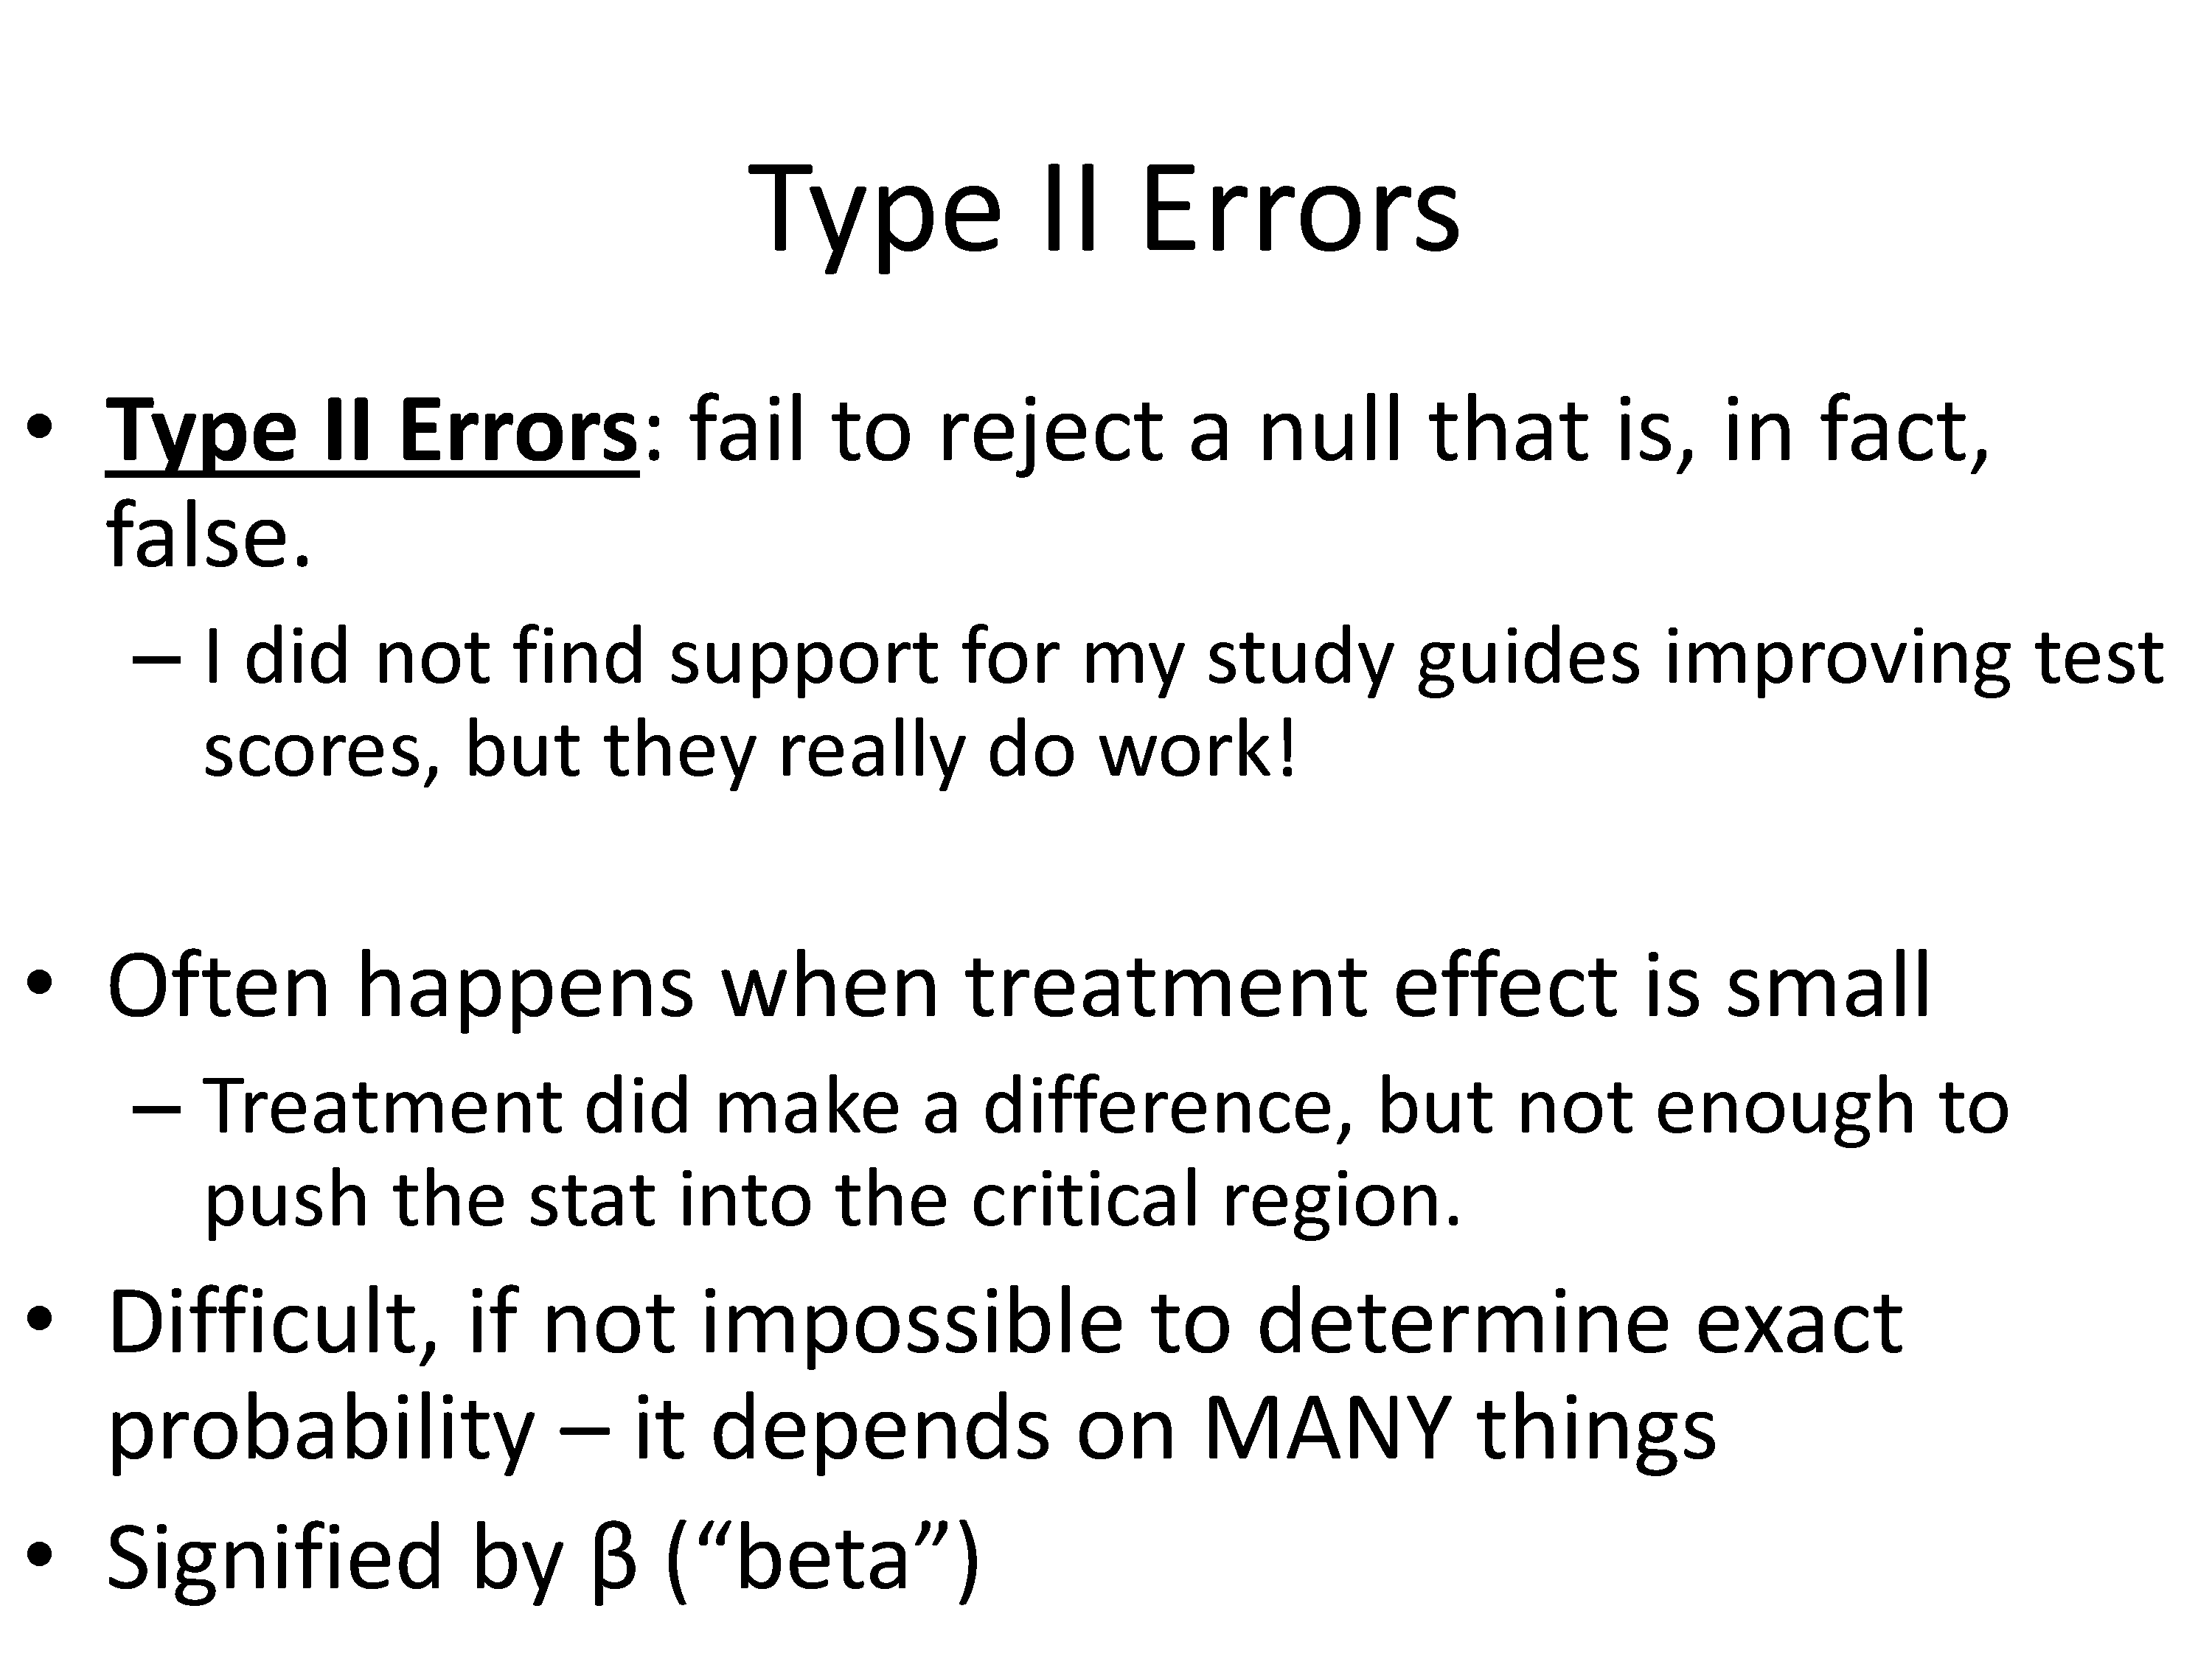 Type II Errors
• Type II Errors: fail to reject a null that is, in fact,
false.
– I did not find support for my study guides improving test
scores, but they really do work!
• Often happens when treatment effect is small
– Treatment did make a difference, but not enough to
push the stat into the critical region.
• Difficult, if not impossible to determine exact
probability – it depends on MANY things
• Signified by β (“beta”)